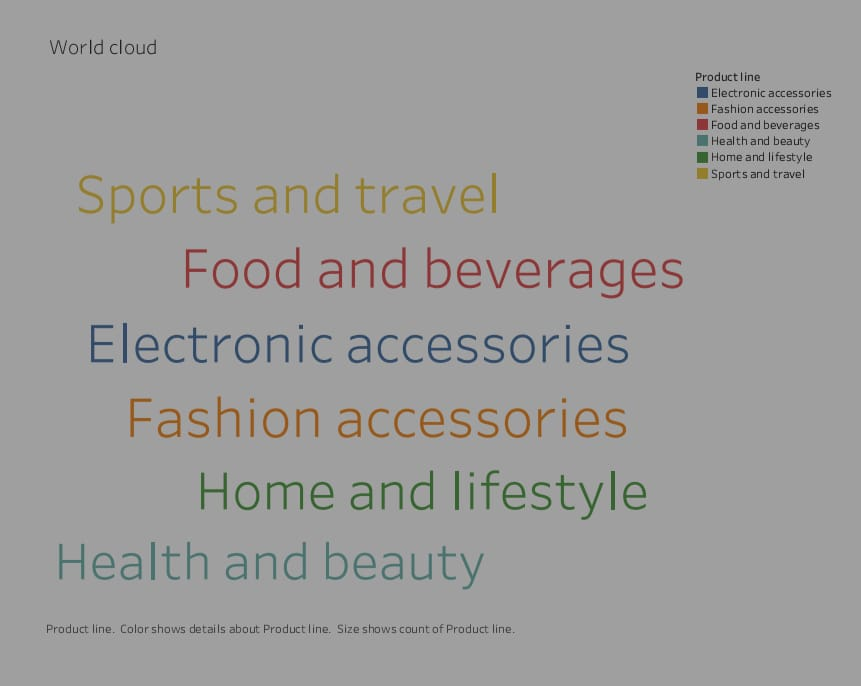 World cloud
Product line
Electronic accessories
Fashion accessories
Food and beverages
Health and beauty
Home and lifestyle
Sports and travel
Sports and travel
Food and beverages
Electronic accessories
Fashion accessories
Home and lifestyle
Health and beauty
Product line. Color shows details about Product line. Size shows count of Product line.